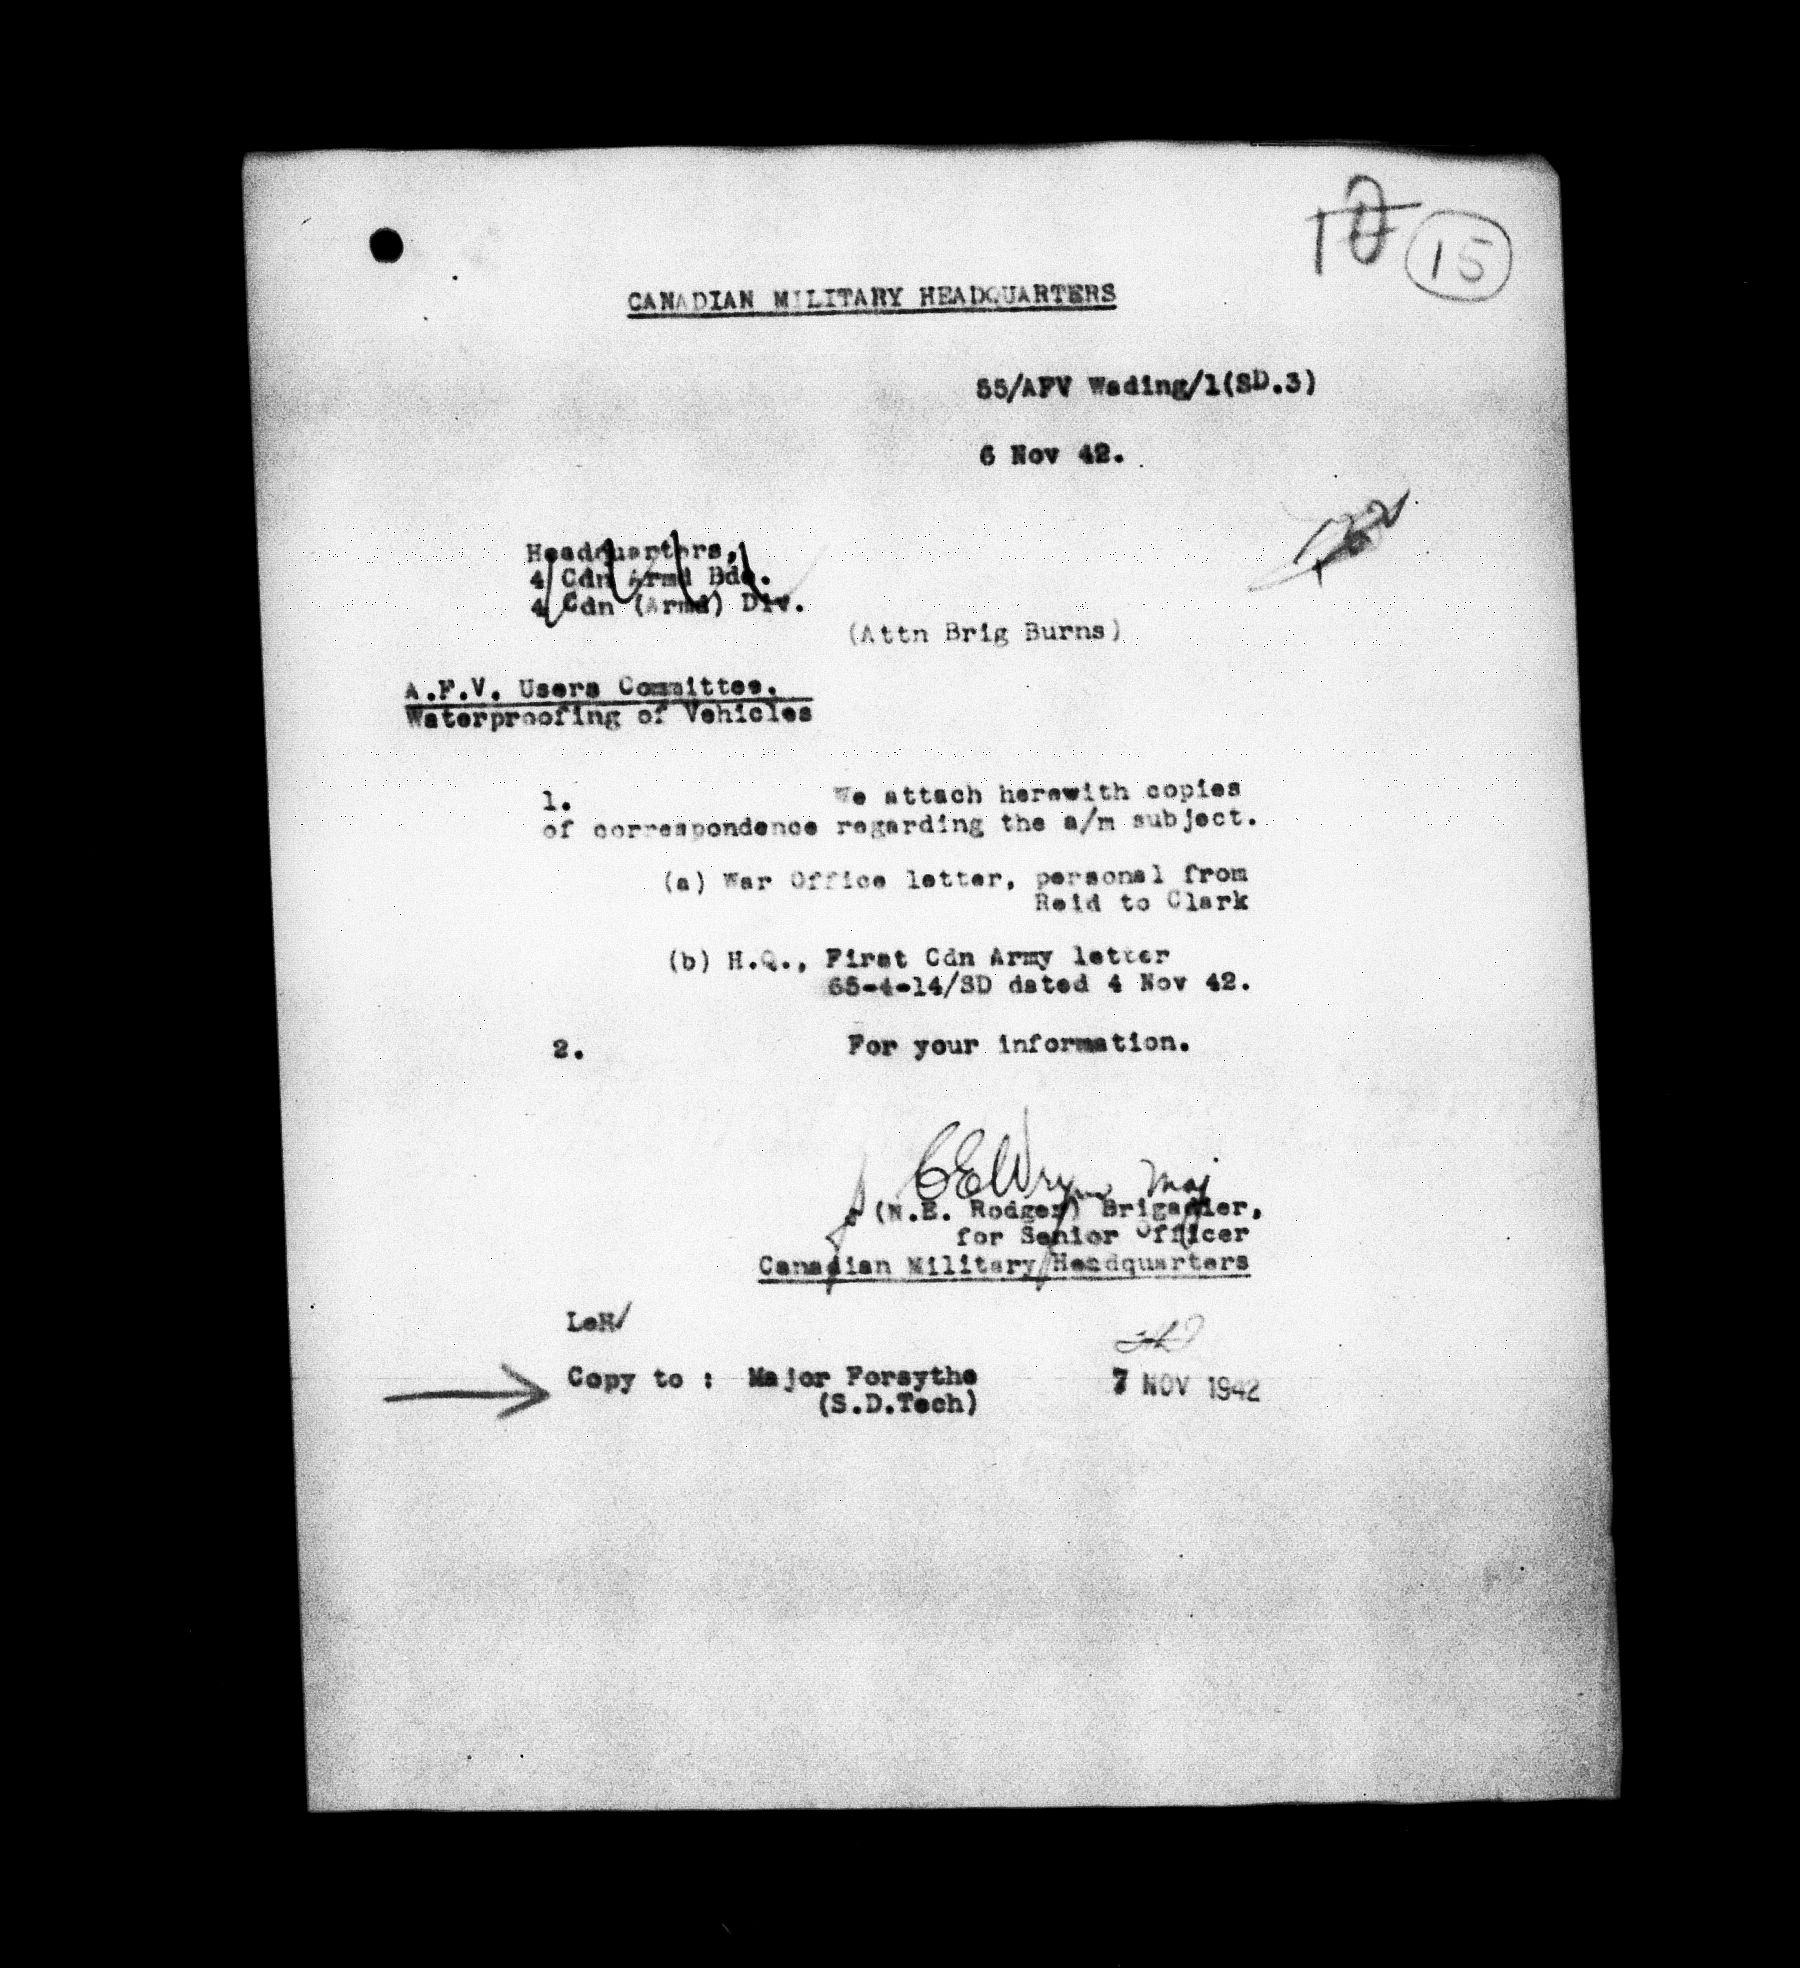 10 15
CANADIAN MILITARY HEADQUARTERS
55/AFV Wading/1(SD.3)
6 Nov 42.
Headquarters,
4 Cdn Armd Bde.
4 Cdn (Armd) Div.
(Attn Brig Burns)
A.F.V. Users Committee.
Waterproofing of Vehicles
1. We attach herewith copies
of correspondence regarding the a/m subject.
(a) War Office letter, personal from
Reid to Clark
(b) H.Q., First Cdn Army letter
65-4-14/SD dated 4 Nov 42.
2. For your information.
Maj
(N.E. Rodger) Brigadier,
for Senior Officer
Canadian Military Headquarters
LeH/
Copy to : Major Forsythe
(S.D.Tech)
7 NOV 1942